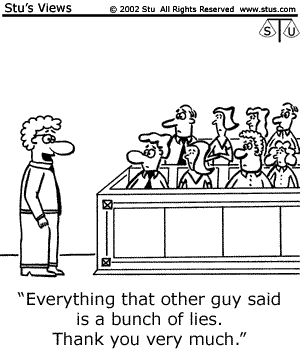 Stu's Views © 2002 Stu All Rights Reserved www.stus.com
S T U
"Everything that other guy said
is a bunch of lies.
Thank you very much."